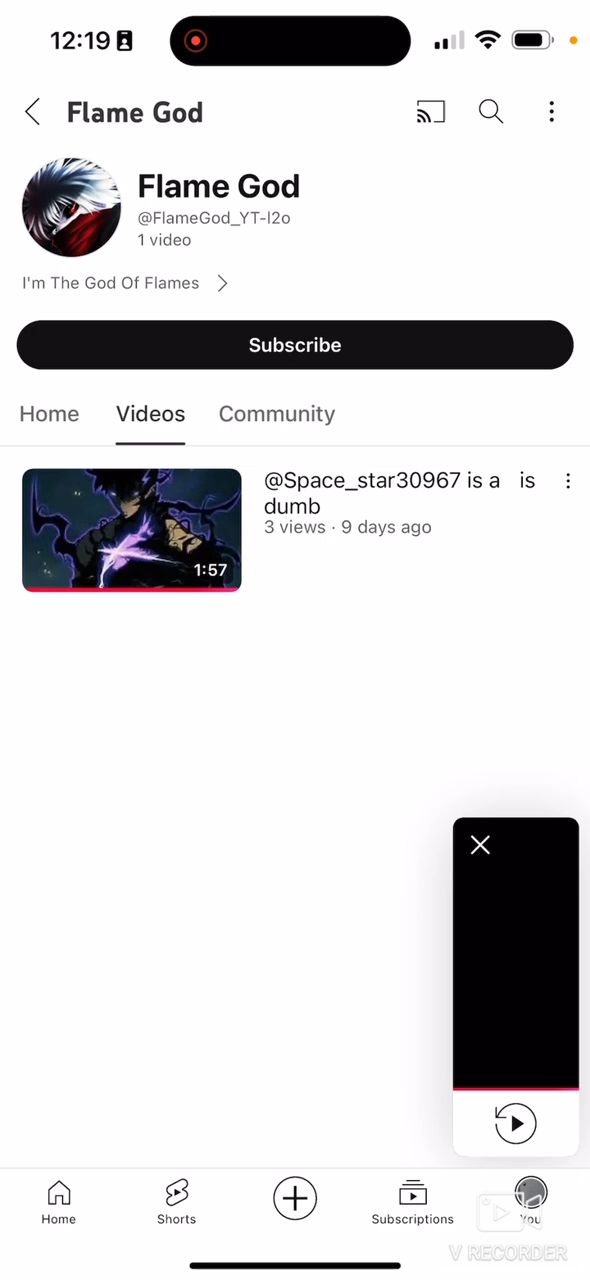 12:19
Flame God
Flame God
@FlameGod_YT-l2o
1 video
I'm The God Of Flames
Subscribe
Home Videos Community
@Space_star30967 is a is
dumb
3 views · 9 days ago
1:57
Home Shorts Subscriptions You
V RECORDER